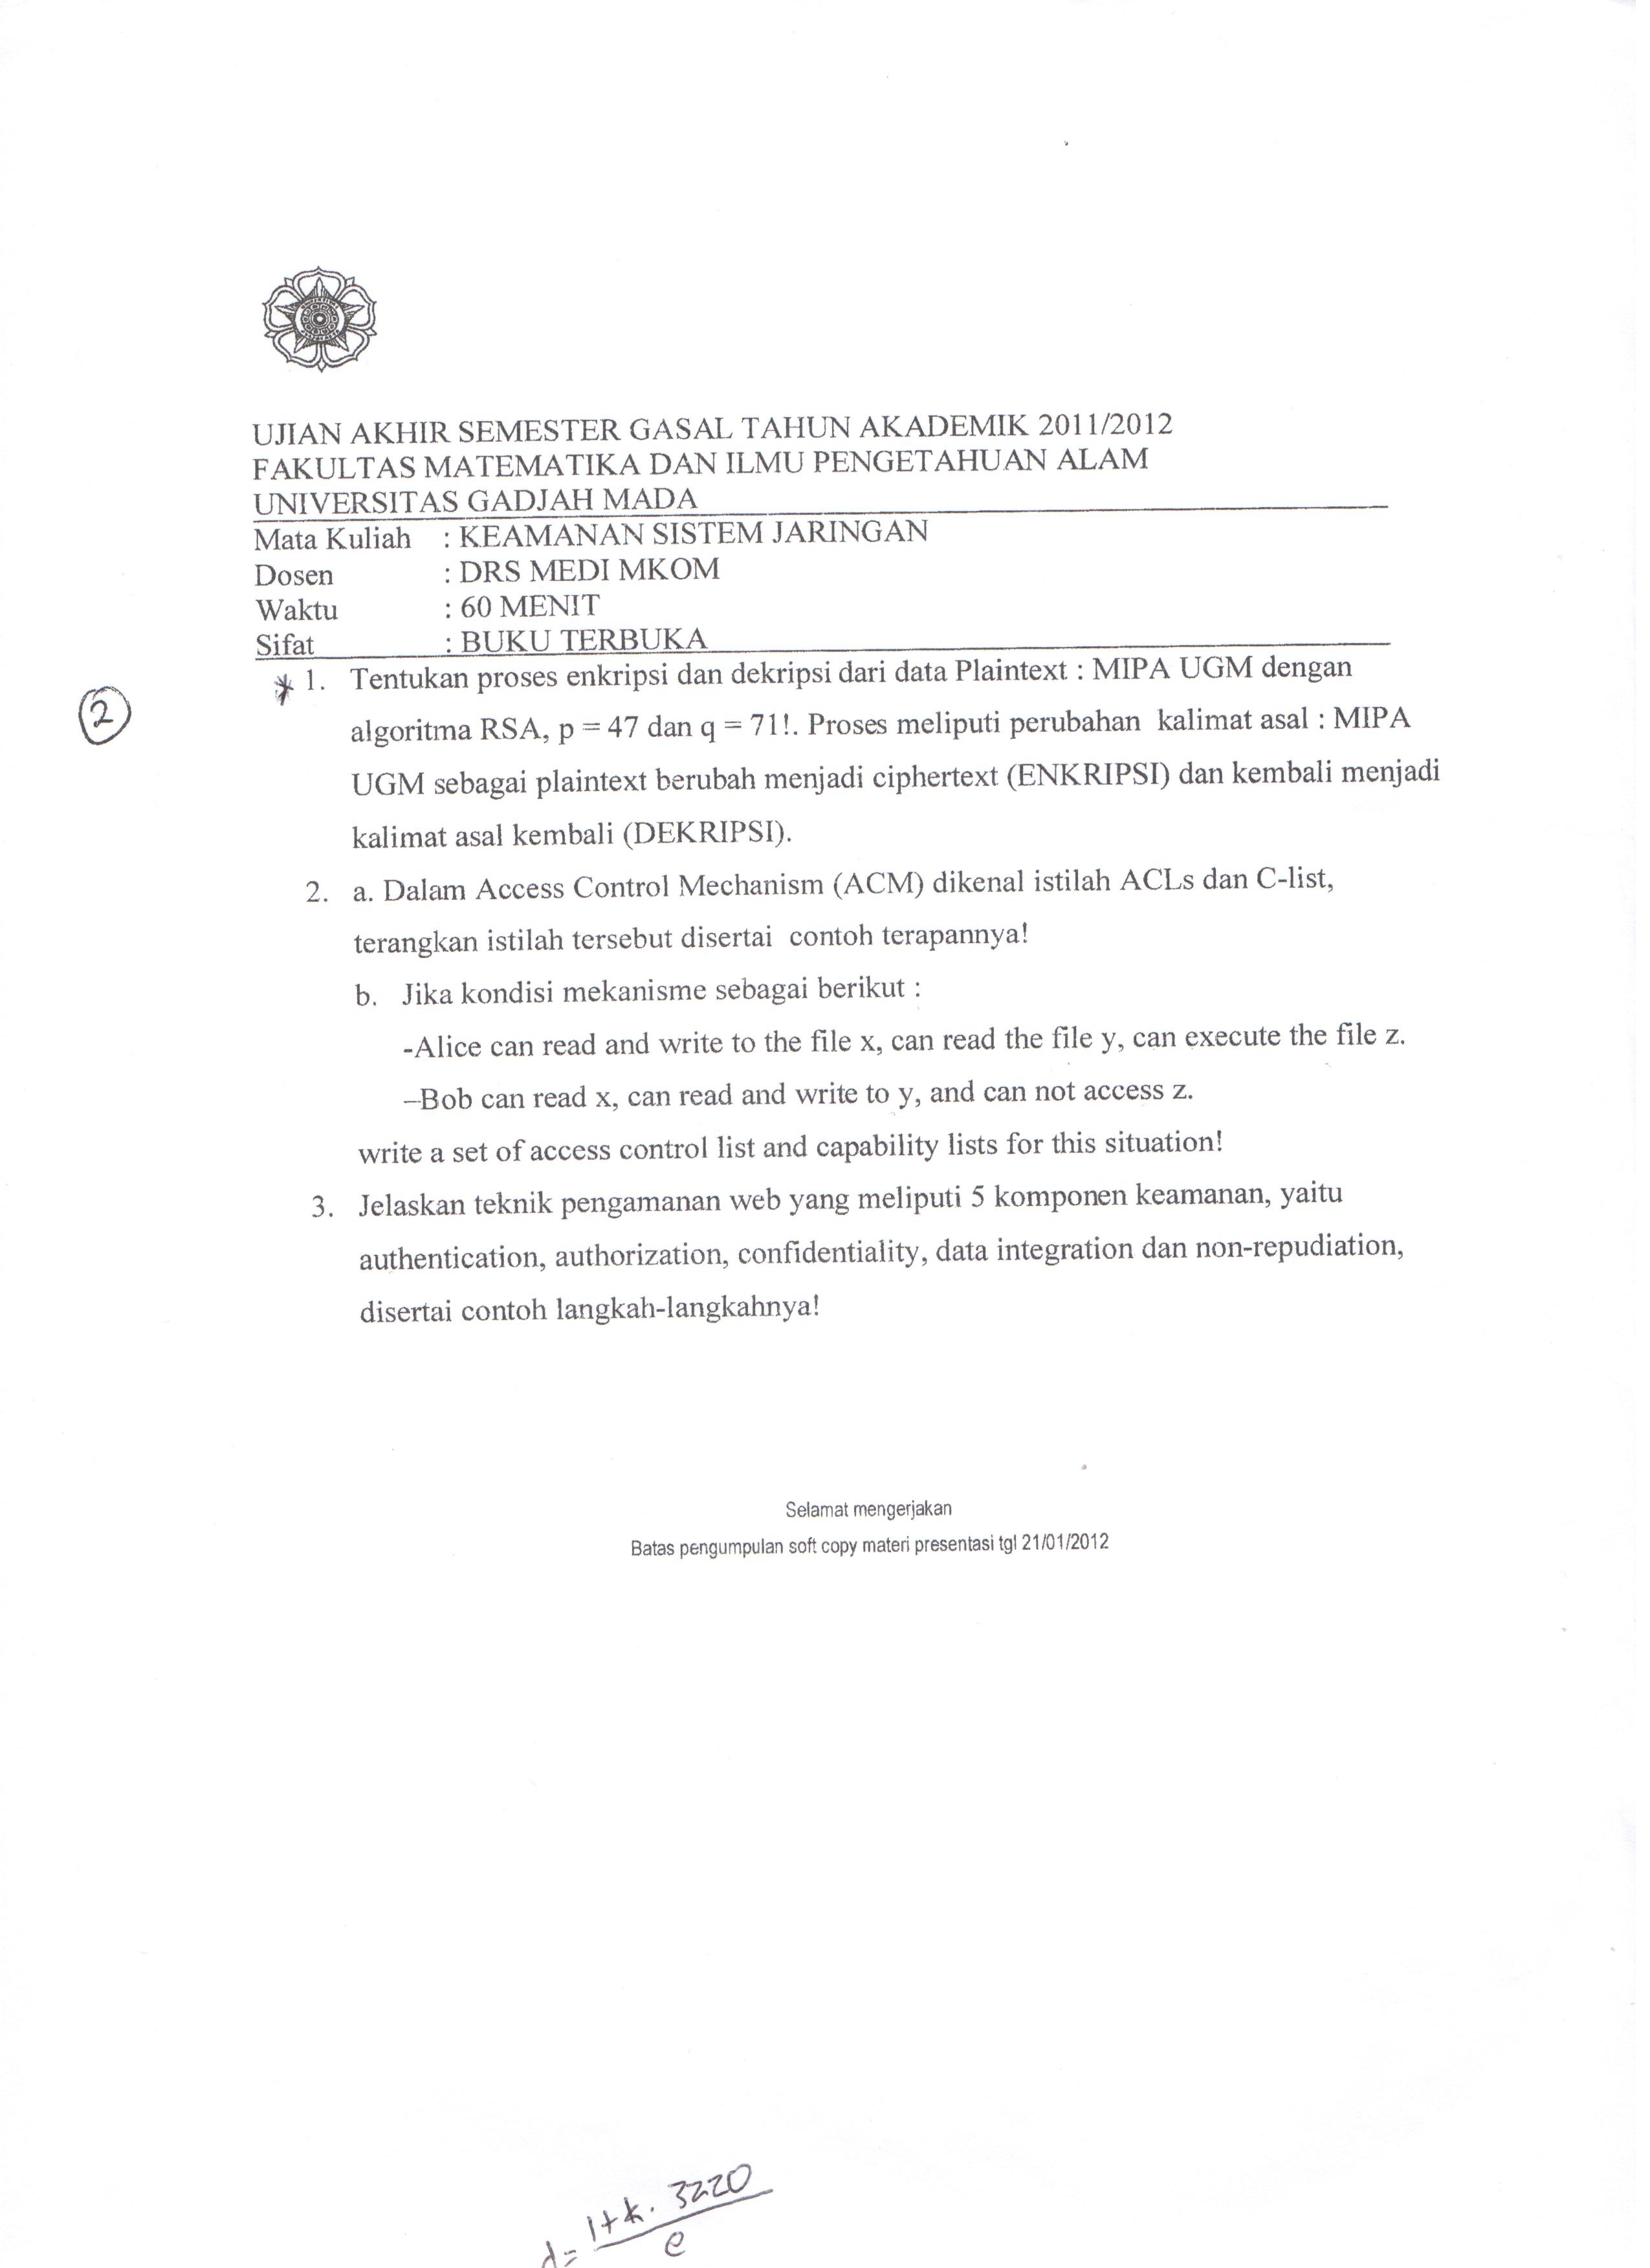 UJIAN AKHIR SEMESTER GASAL TAHUN AKADEMIK 2011/2012
FAKULTAS MATEMATIKA DAN ILMU PENGETAHUAN ALAM
UNIVERSITAS GADJAH MADA
Mata Kuliah : KEAMANAN SISTEM JARINGAN
Dosen : DRS MEDI MKOM
Waktu : 60 MENIT
Sifat : BUKU TERBUKA
* 1. Tentukan proses enkripsi dan dekripsi dari data Plaintext : MIPA UGM dengan
2
algoritma RSA, p = 47 dan q = 71!. Proses meliputi perubahan kalimat asal : MIPA
UGM sebagai plaintext berubah menjadi ciphertext (ENKRIPSI) dan kembali menjadi
kalimat asal kembali (DEKRIPSI).
2. a. Dalam Access Control Mechanism (ACM) dikenal istilah ACLs dan C-list,
terangkan istilah tersebut disertai contoh terapannya!
b. Jika kondisi mekanisme sebagai berikut :
-Alice can read and write to the file x, can read the file y, can execute the file z.
–Bob can read x, can read and write to y, and can not access z.
write a set of access control list and capability lists for this situation!
3. Jelaskan teknik pengamanan web yang meliputi 5 komponen keamanan, yaitu
authentication, authorization, confidentiality, data integration dan non-repudiation,
disertai contoh langkah-langkahnya!
Selamat mengerjakan
Batas pengumpulan soft copy materi presentasi tgl 21/01/2012
1+k. 3220
d= e